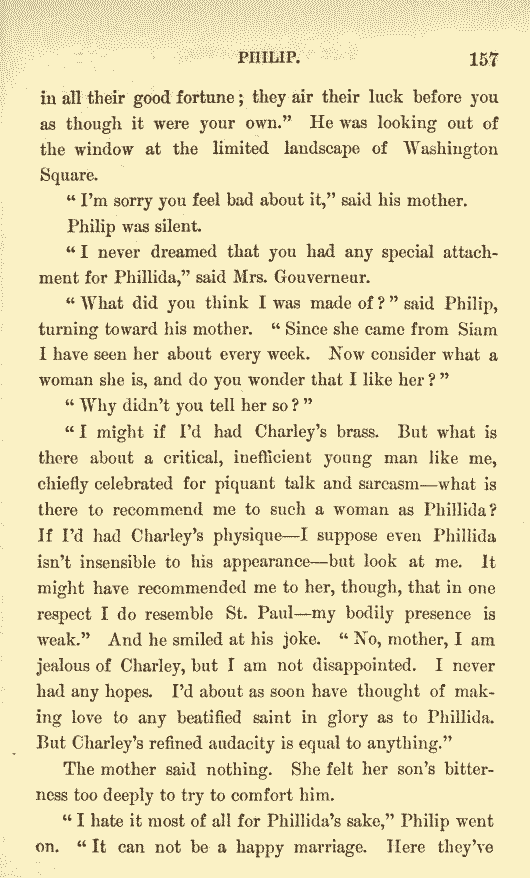 PHILIP. 157
in all their good fortune; they air their luck before you
as though it were your own." He was looking out of
the window at the limited landscape of Washington
Square.
"I'm sorry you feel bad about it," said his mother.
Philip was silent.
"I never dreamed that you had any special attach-
ment for Phillida," said Mrs. Gouverneur.
"What did you think I was made of?" said Philip,
turning toward his mother. "Since she came from Siam
I have seen her about every week. Now consider what a
woman she is, and do you wonder that I like her?"
"Why didn't you tell her so?"
"I might if I'd had Charley's brass. But what is
there about a critical, inefficient young man like me,
chiefly celebrated for piquant talk and sarcasm—what is
there to recommend me to such a woman as Phillida?
If I'd had Charley's physique—I suppose even Phillida
isn't insensible to his appearance—but look at me. It
might have recommended me to her, though, that in one
respect I do resemble St. Paul—my bodily presence is
weak." And he smiled at his joke. "No, mother, I am
jealous of Charley, but I am not disappointed. I never
had any hopes. I'd about as soon have thought of mak-
ing love to any beatified saint in glory as to Phillida.
But Charley's refined audacity is equal to anything."
The mother said nothing. She felt her son's bitter-
ness too deeply to try to comfort him.
"I hate it most of all for Phillida's sake," Philip went
on. "It can not be a happy marriage. Here they've